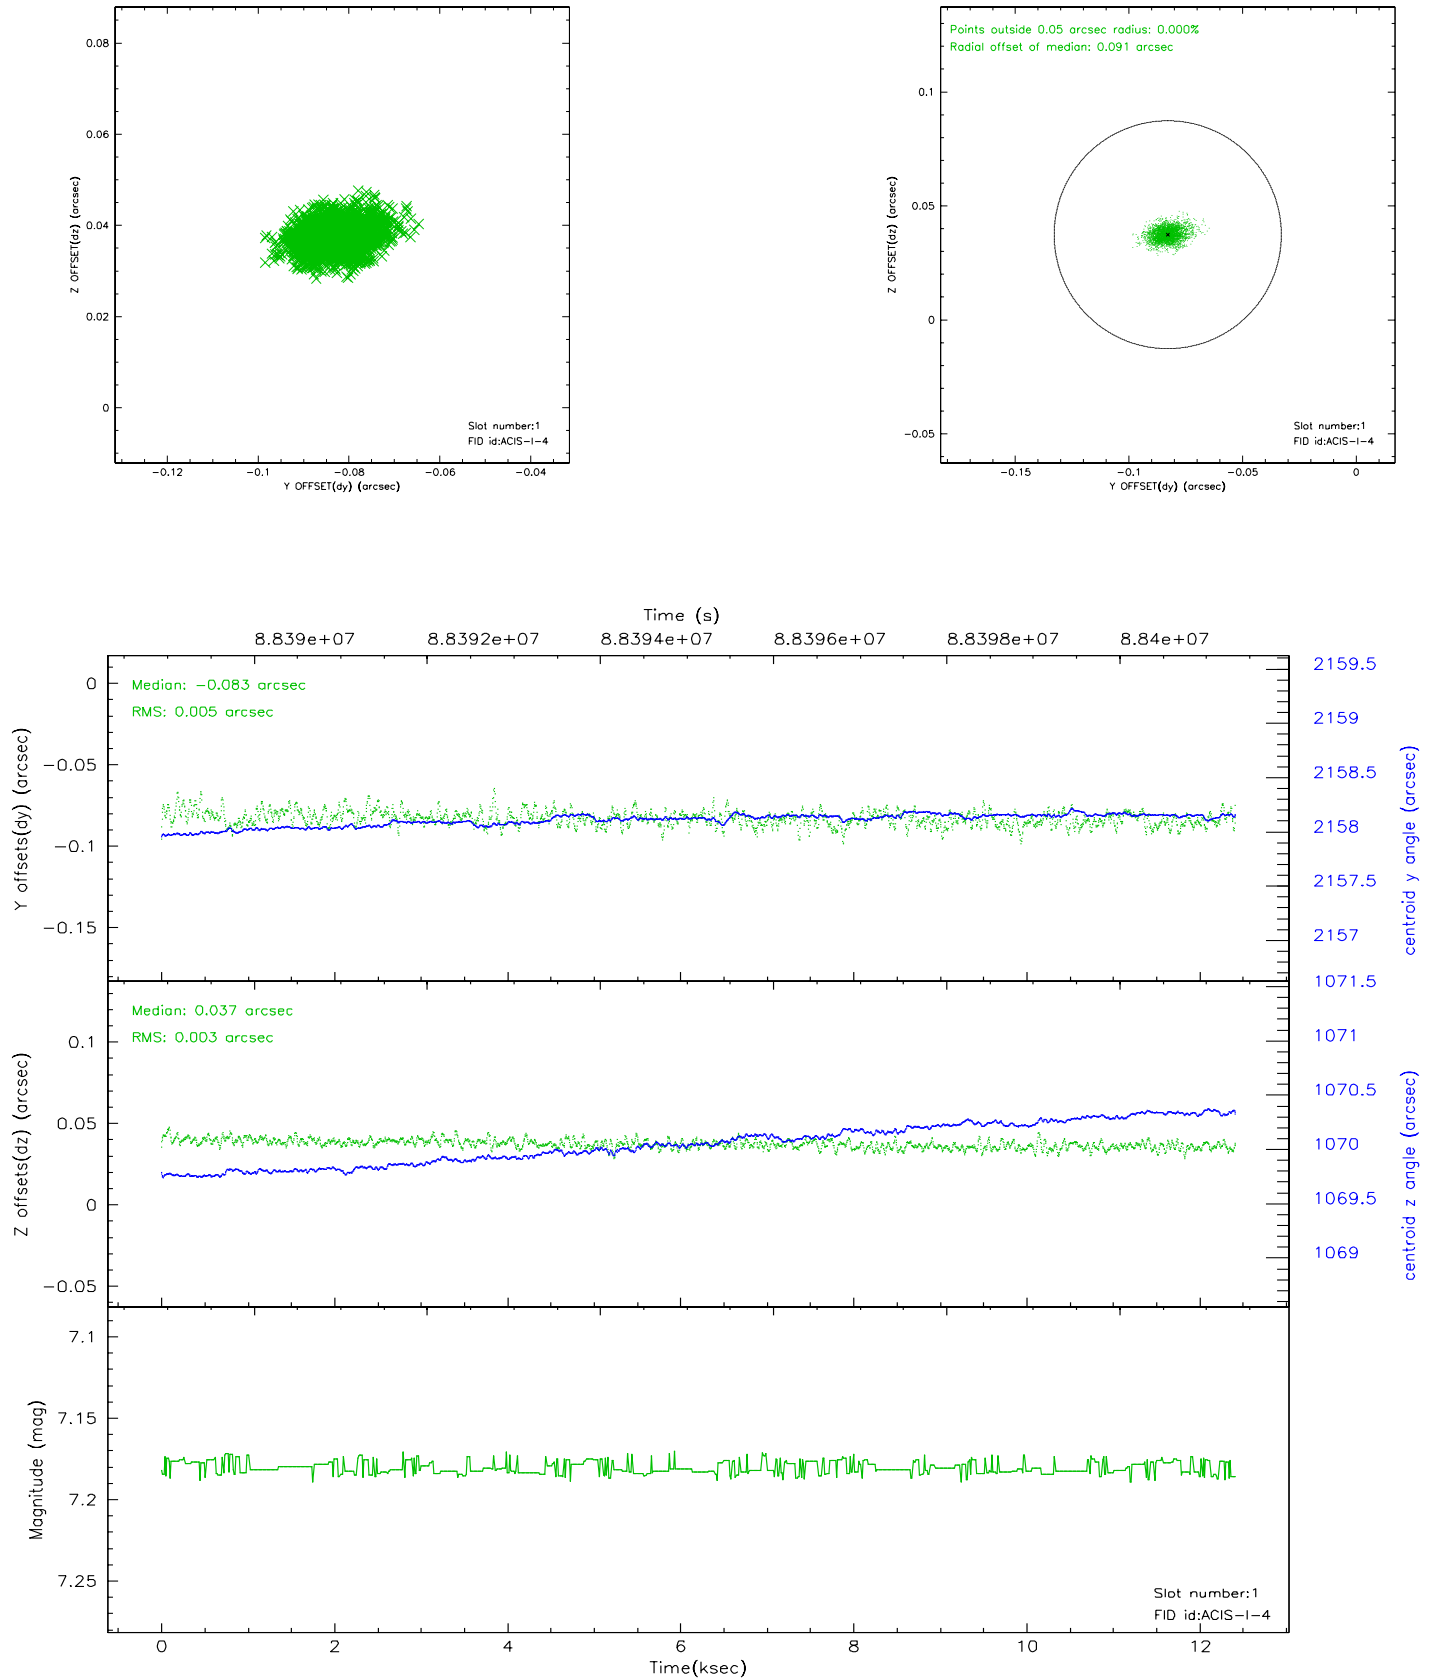 0.08
0.06
0.04
0.02
0
Z OFFSET(dz) (arcsec)
Slot number:1
FID id:ACIS-I-4
-0.12 -0.1 -0.08 -0.06 -0.04
Y OFFSET(dy) (arcsec)
Points outside 0.05 arcsec radius: 0.000%
Radial offset of median: 0.091 arcsec
0.1
0.05
0
-0.05
Z OFFSET(dz) (arcsec)
Slot number:1
FID id:ACIS-I-4
-0.15 -0.1 -0.05 0
Y OFFSET(dy) (arcsec)
Time (s)
8.839e+07 8.8392e+07 8.8394e+07 8.8396e+07 8.8398e+07 8.84e+07
Median: -0.083 arcsec
RMS: 0.005 arcsec
0
-0.05
-0.1
-0.15
Y offsets(dy) (arcsec)
2159.5
2159
2158.5
2158
2157.5
2157
centroid y angle (arcsec)
Median: 0.037 arcsec
RMS: 0.003 arcsec
0.1
0.05
0
-0.05
Z offsets(dz) (arcsec)
1071.5
1071
1070.5
1070
1069.5
1069
centroid z angle (arcsec)
7.1
7.15
7.2
7.25
Magnitude (mag)
Slot number:1
FID id:ACIS-I-4
0 2 4 6 8 10 12
Time(ksec)